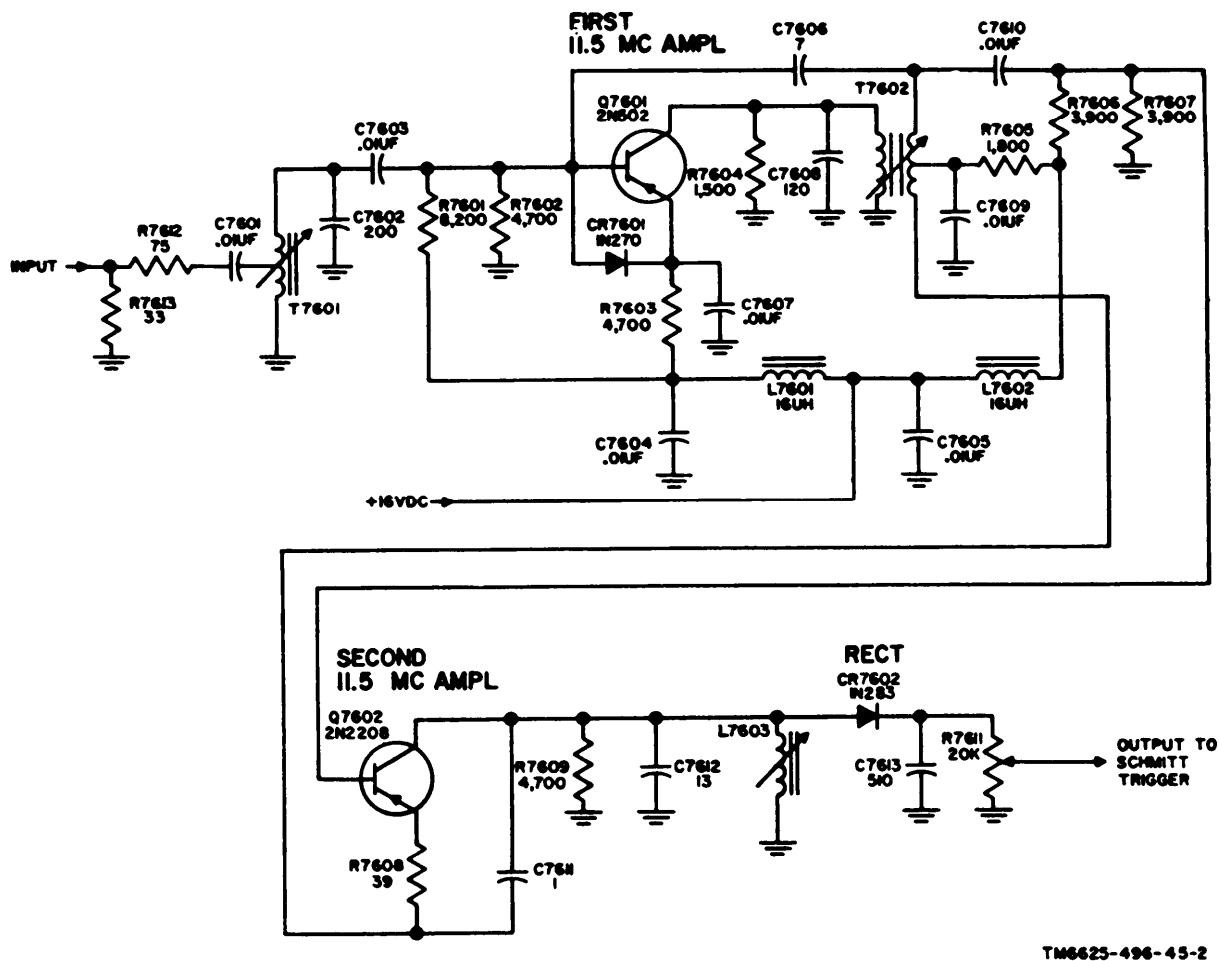 FIRST
11.5 MC AMPL
C7606
7
C7610
.01UF
T7602
Q7601
2N502
C7603
.01UF
R7606
3,900
R7607
3,900
R7605
1,800
R7604
1,500
C7608
120
R7601
8,200
R7602
4,700
C7602
200
C7609
.01UF
R7612
75
C7601
.01UF
CR7601
1N270
INPUT
R7613
33
T7601
R7603
4,700
C7607
.01UF
L7601
16UH
L7602
16UH
C7604
.01UF
C7605
.01UF
+16VDC
SECOND
11.5 MC AMPL
RECT
CR7602
1N283
Q7602
2N2208
L7603
R7611
20K
OUTPUT TO
SCHMITT
TRIGGER
R7609
4,700
C7612
13
C7613
510
R7608
39
C7611
1
TM6625-496-45-2